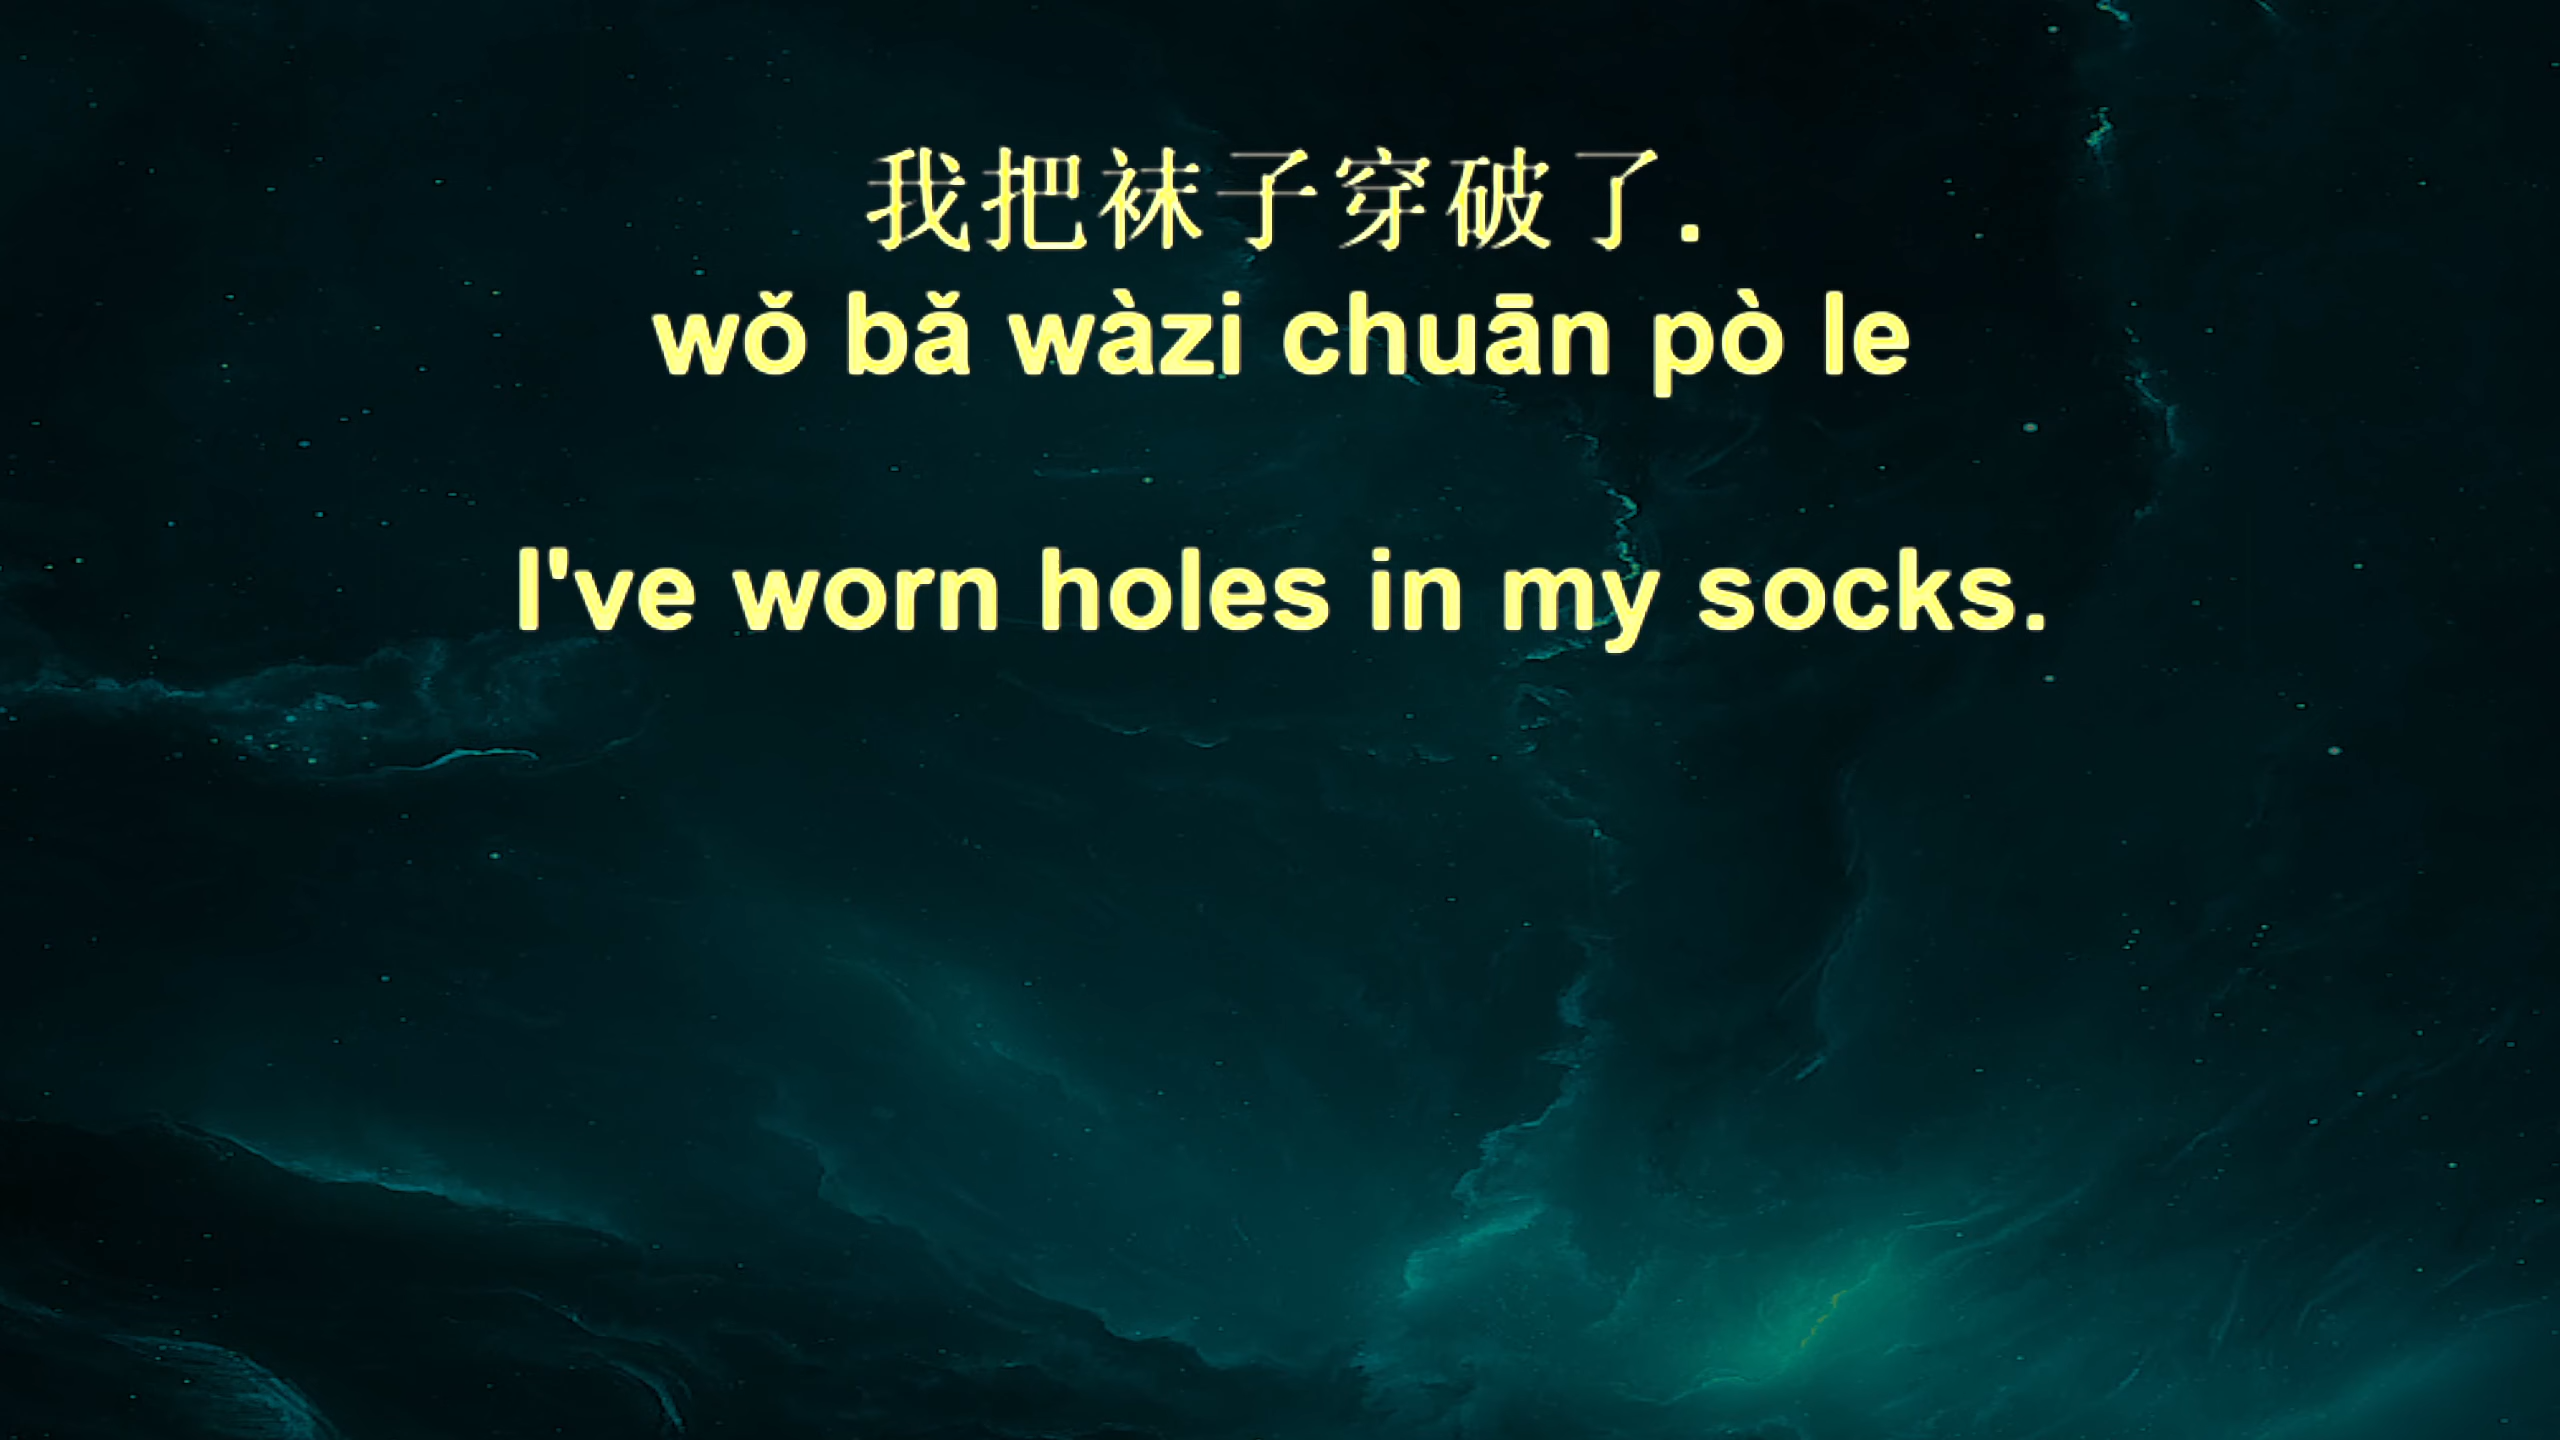 我把袜子穿破了.
wǒ bǎ wàzi chuān pò le
I've worn holes in my socks.